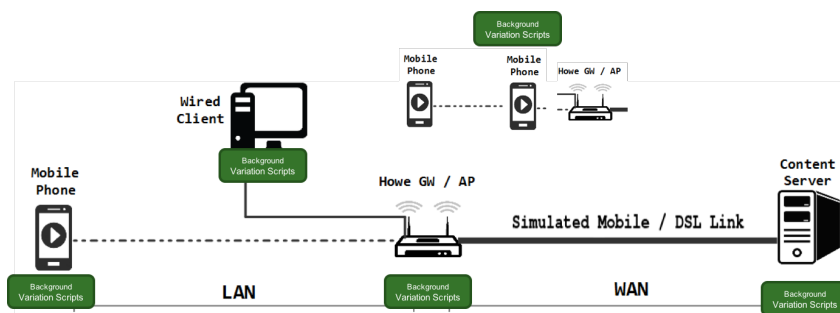 Background
Variation Scripts
Mobile
Phone
Mobile
Phone
Howe GW / AP
Wired
Client
Background
Variation Scripts
Mobile
Phone
Howe GW / AP
Content
Server
Simulated Mobile / DSL Link
Background
Variation Scripts
LAN
Background
Variation Scripts
WAN
Background
Variation Scripts